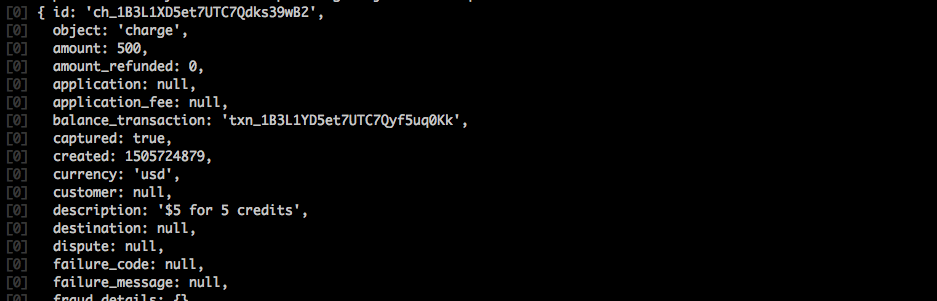 [0] { id: 'ch_1B3L1XD5et7UTC7Qdks39wB2',
[0] object: 'charge',
[0] amount: 500,
[0] amount_refunded: 0,
[0] application: null,
[0] application_fee: null,
[0] balance_transaction: 'txn_1B3L1YD5et7UTC7Qyf5uq0Kk',
[0] captured: true,
[0] created: 1505724879,
[0] currency: 'usd',
[0] customer: null,
[0] description: '$5 for 5 credits',
[0] destination: null,
[0] dispute: null,
[0] failure_code: null,
[0] failure_message: null,
[0] fraud_details: {}